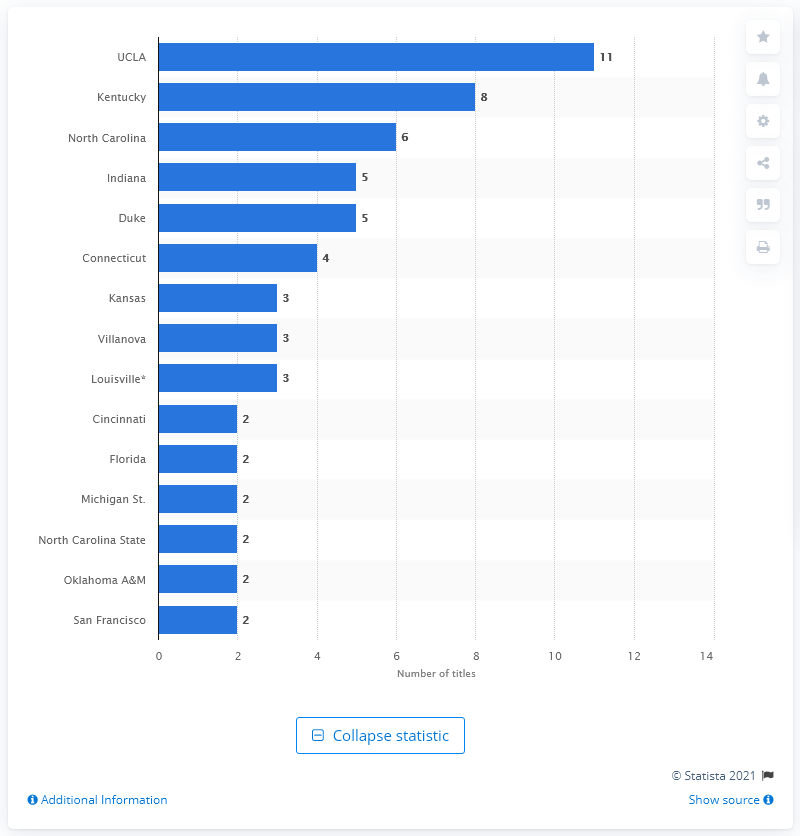 UCLA 11
Kentucky 8
North Carolina 6
Indiana 5
Duke 5
Connecticut 4
Kansas 3
Villanova 3
Louisville* 3
Cincinnati 2
Florida 2
Michigan St. 2
North Carolina State 2
Oklahoma A&M 2
San Francisco 2
0 2 4 6 8 10 12 14
Number of titles
Collapse statistic
© Statista 2021
Additional Information Show source